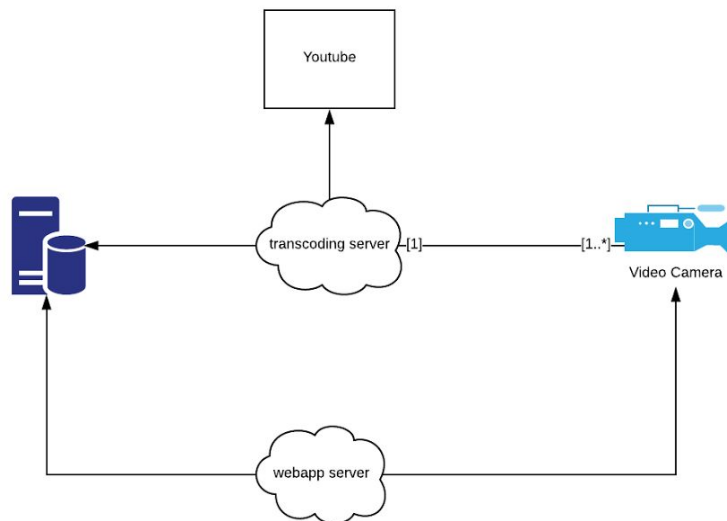 Youtube
transcoding server
[1]
[1..*]
Video Camera
webapp server